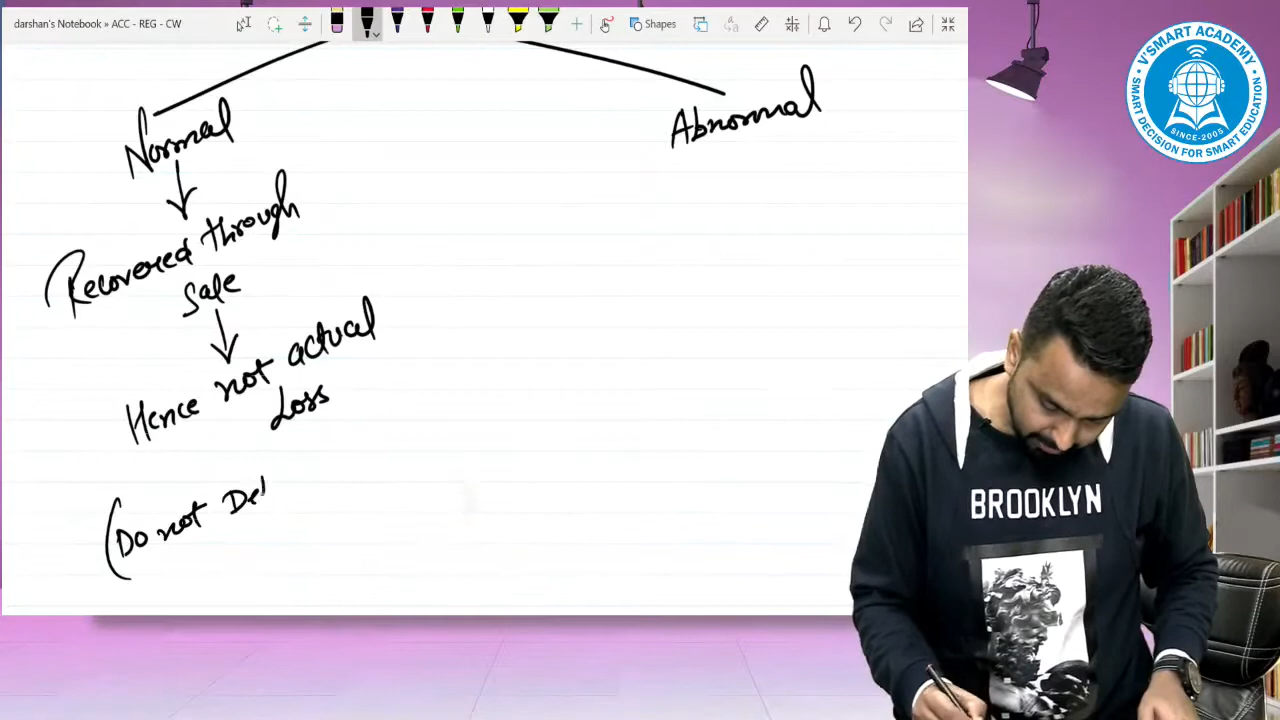 darshan's Notebook » ACC - REG - CW
Shapes
Normal
Abnormal
Recovered through
Sale
Hence not actual
Loss
(Do not De
V'SMART ACADEMY
SINCE-2005
SMART DECISION FOR SMART EDUCATION
BROOKLYN